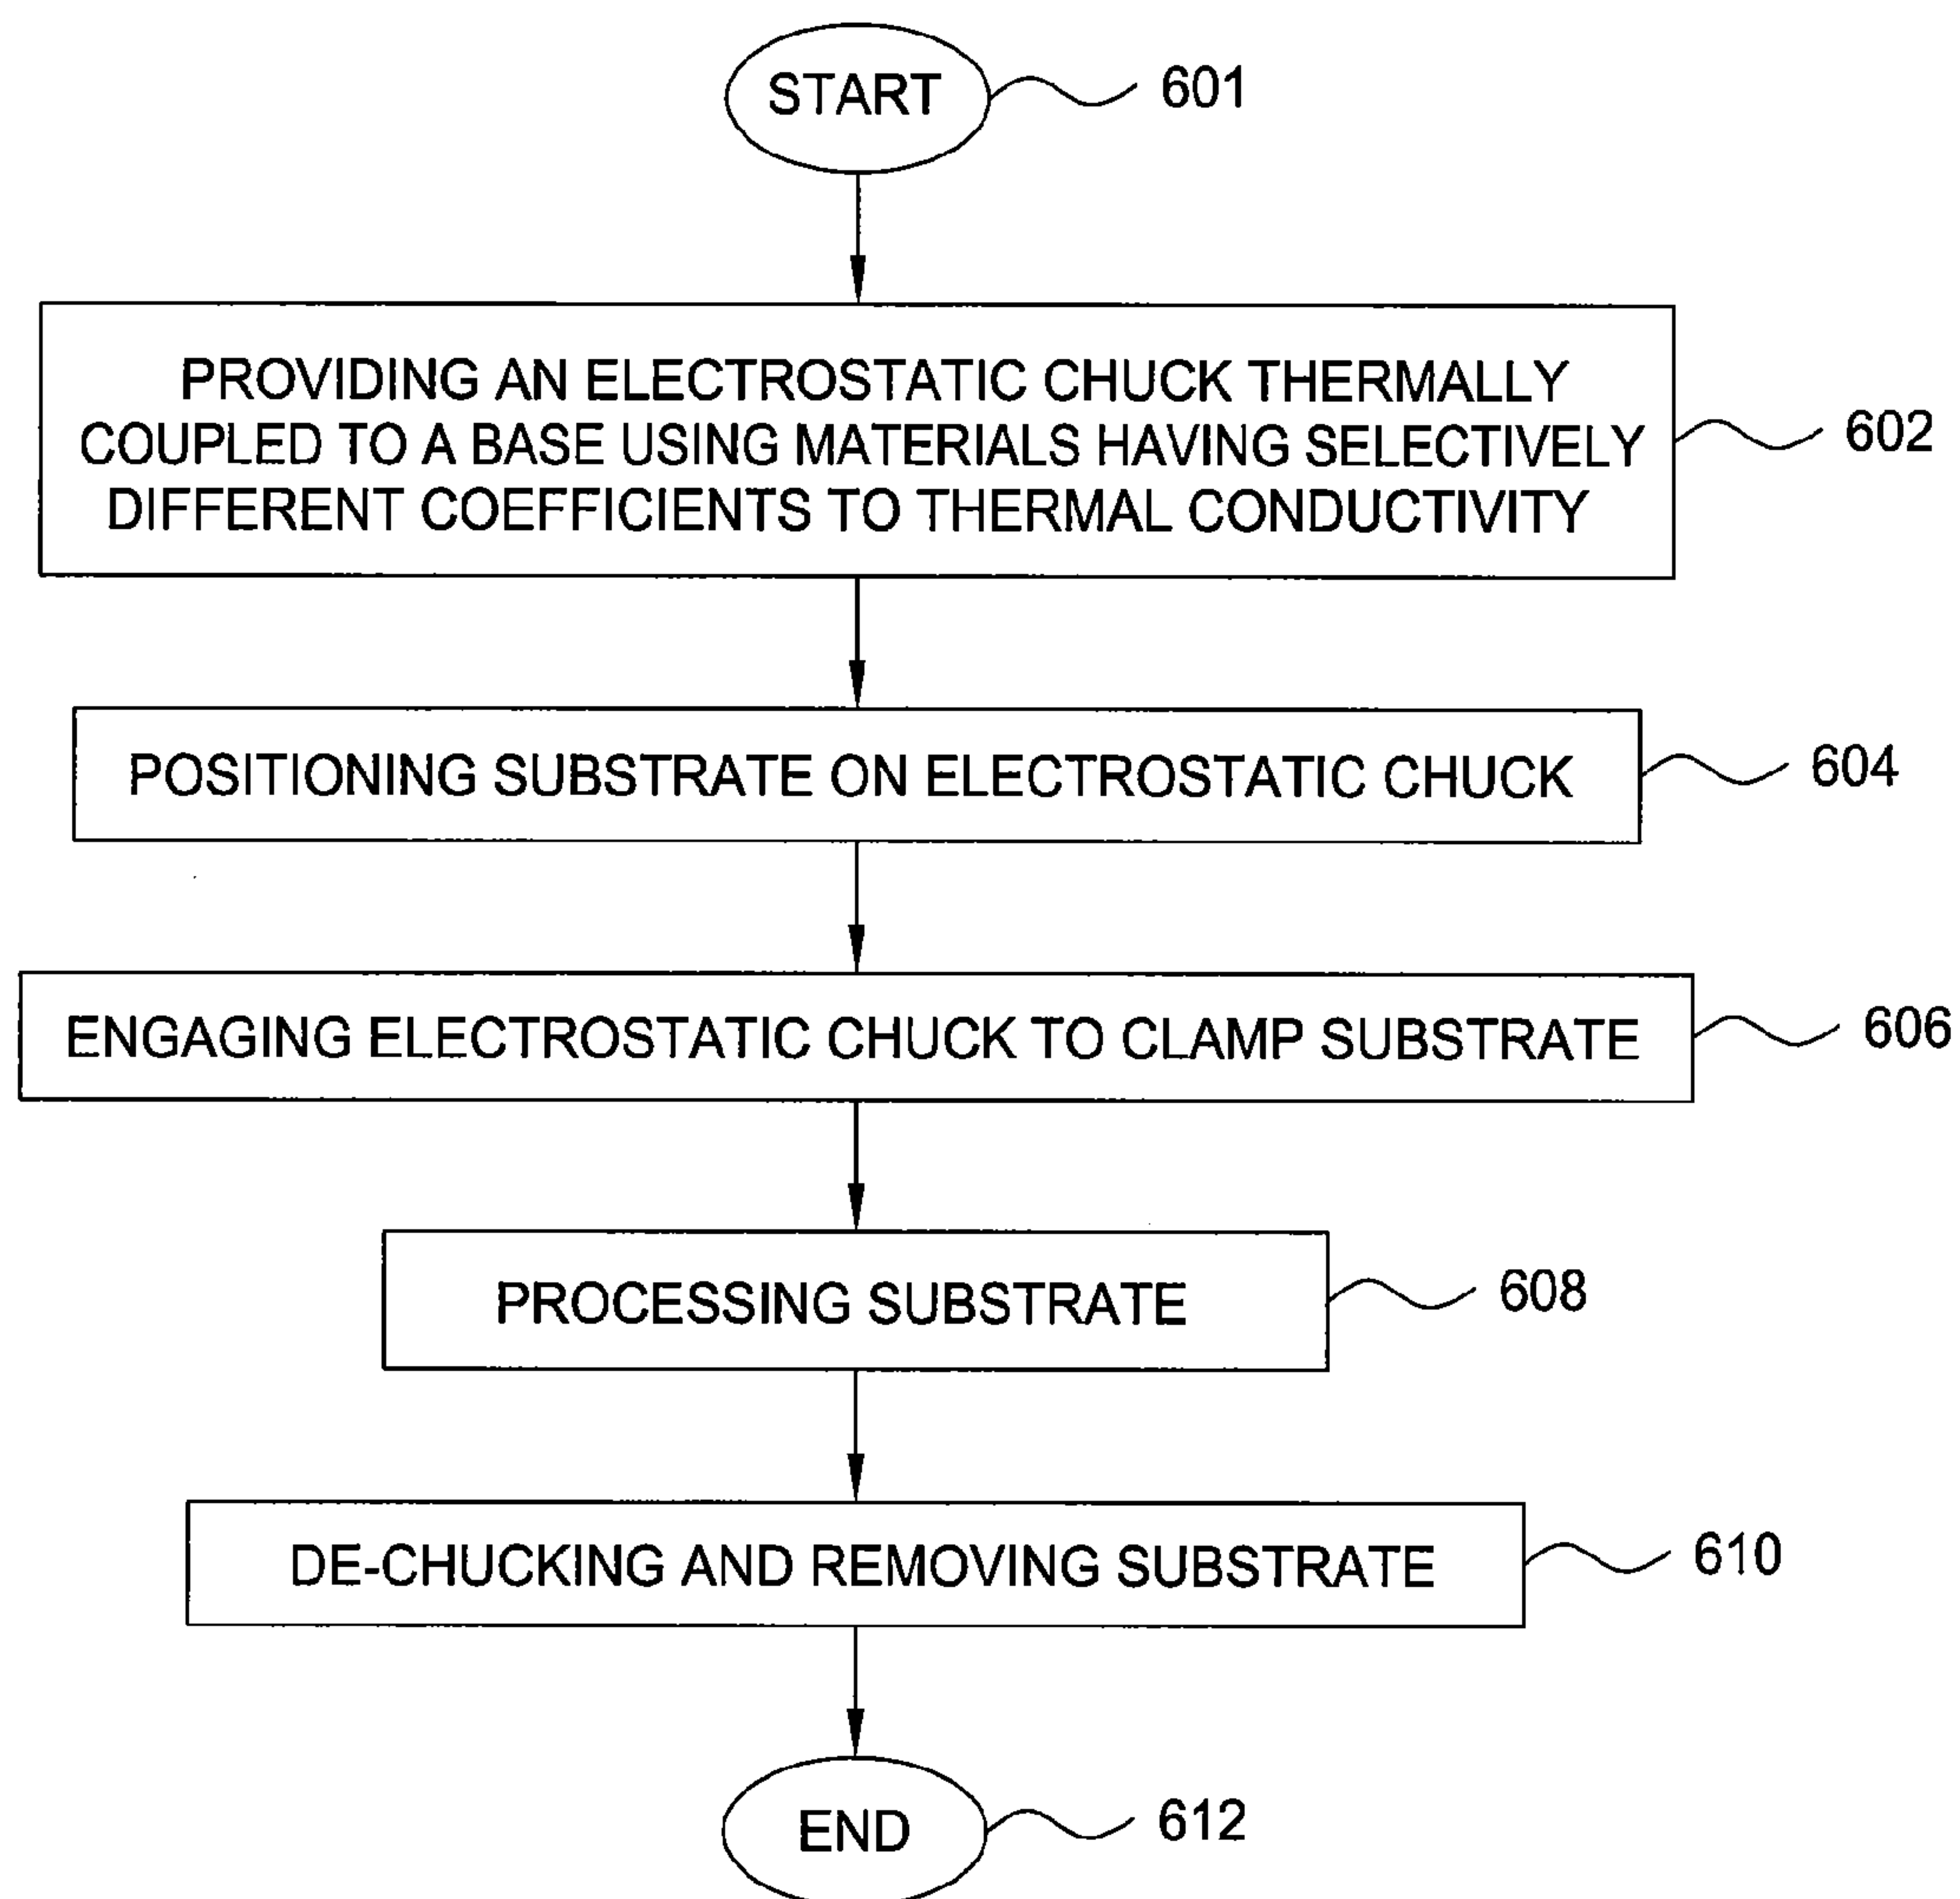 START
601
PROVIDING AN ELECTROSTATIC CHUCK THERMALLY
COUPLED TO A BASE USING MATERIALS HAVING SELECTIVELY
DIFFERENT COEFFICIENTS TO THERMAL CONDUCTIVITY
602
POSITIONING SUBSTRATE ON ELECTROSTATIC CHUCK
604
ENGAGING ELECTROSTATIC CHUCK TO CLAMP SUBSTRATE
606
PROCESSING SUBSTRATE
608
DE-CHUCKING AND REMOVING SUBSTRATE
610
END
612